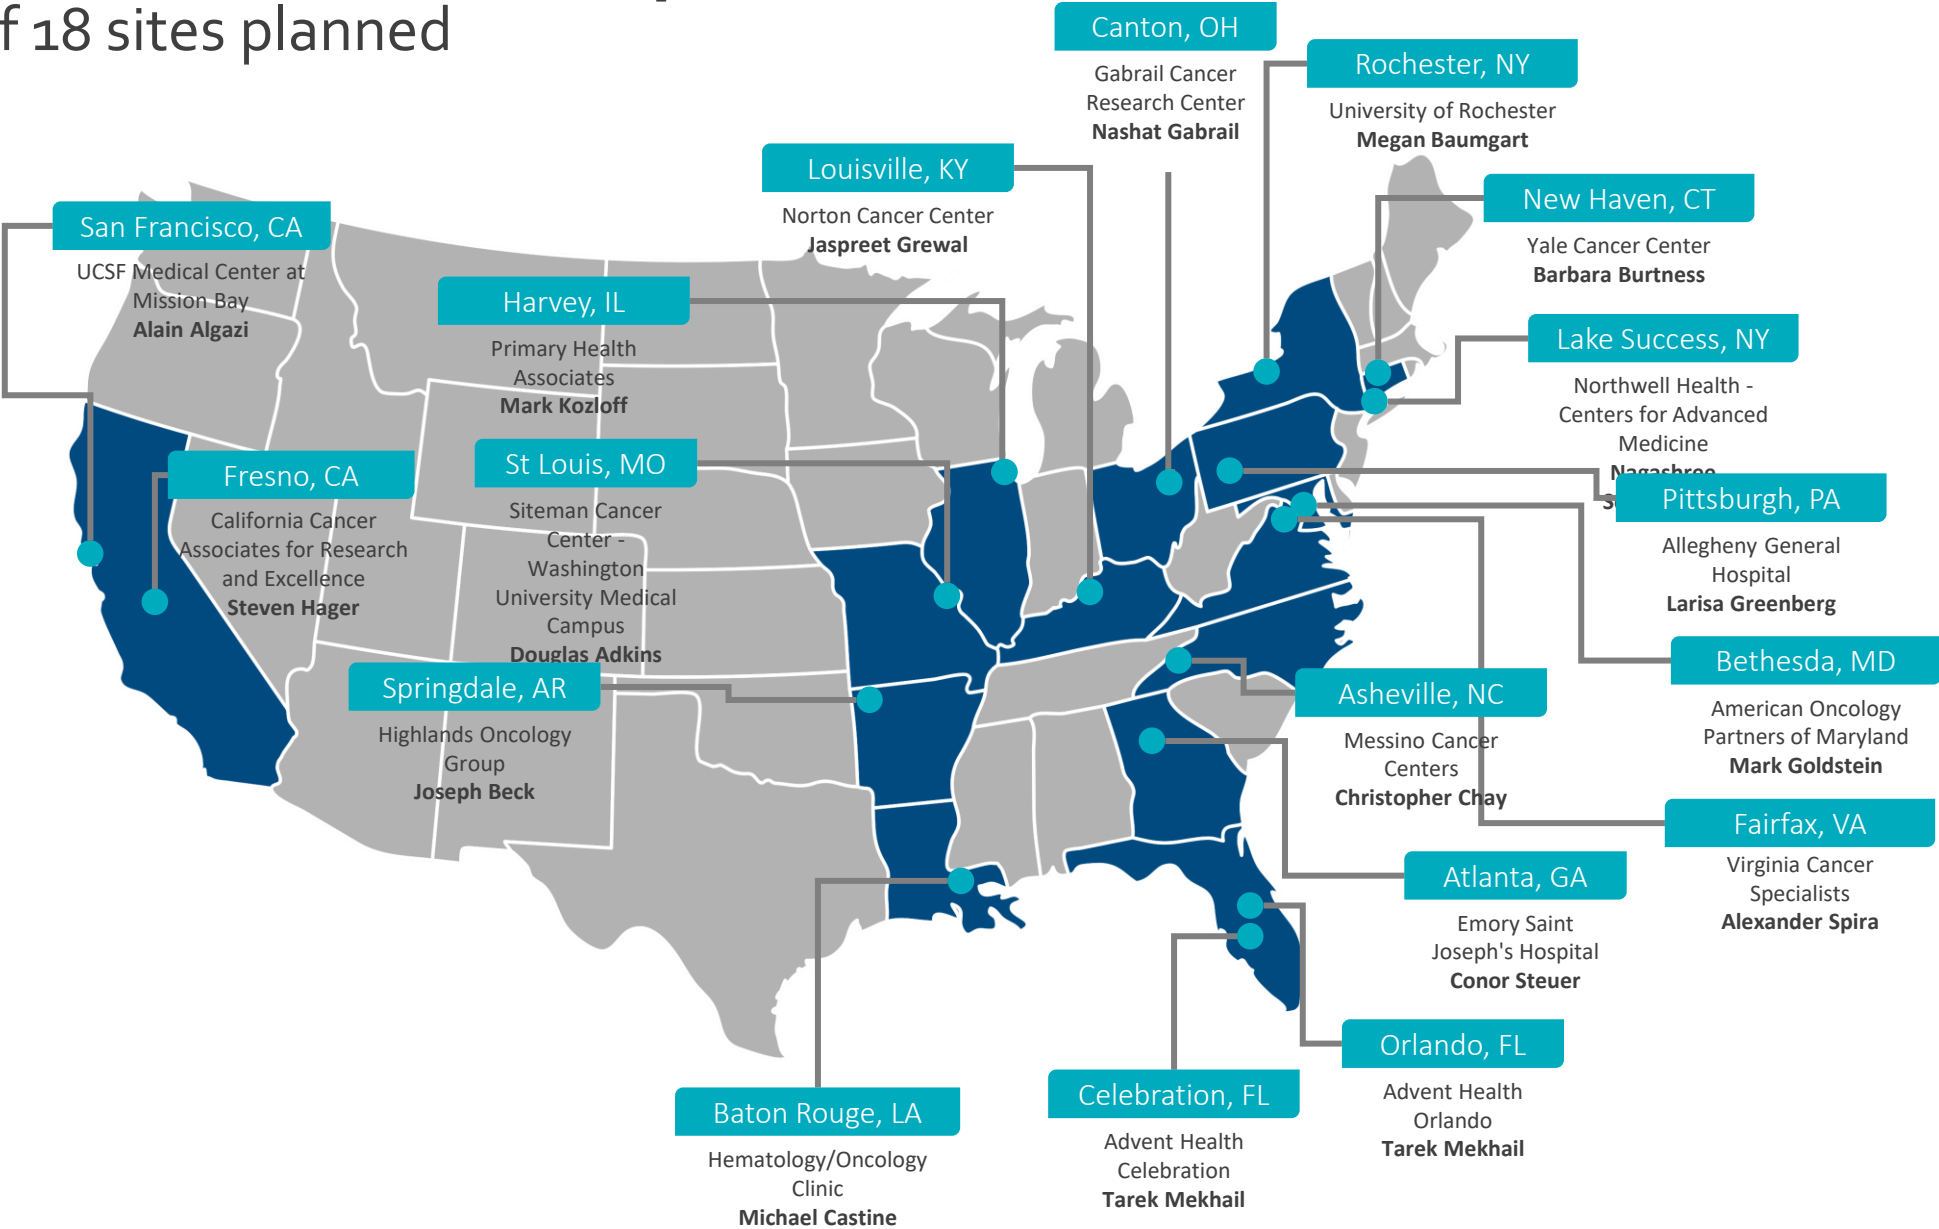 f 18 sites planned
Canton, OH
Gabrail Cancer
Research Center
Nashat Gabrail
Rochester, NY
University of Rochester
Megan Baumgart
Louisville, KY
Norton Cancer Center
Jaspreet Grewal
New Haven, CT
Yale Cancer Center
Barbara Burtness
San Francisco, CA
UCSF Medical Center at
Mission Bay
Alain Algazi
Harvey, IL
Primary Health
Associates
Mark Kozloff
Lake Success, NY
Northwell Health -
Centers for Advanced
Medicine
Nagashree
Fresno, CA
California Cancer
Associates for Research
and Excellence
Steven Hager
St Louis, MO
Siteman Cancer
Center -
Washington
University Medical
Campus
Douglas Adkins
Pittsburgh, PA
Allegheny General
Hospital
Larisa Greenberg
Springdale, AR
Highlands Oncology
Group
Joseph Beck
Asheville, NC
Messino Cancer
Centers
Christopher Chay
Bethesda, MD
American Oncology
Partners of Maryland
Mark Goldstein
Fairfax, VA
Virginia Cancer
Specialists
Alexander Spira
Atlanta, GA
Emory Saint
Joseph's Hospital
Conor Steuer
Orlando, FL
Advent Health
Orlando
Tarek Mekhail
Celebration, FL
Advent Health
Celebration
Tarek Mekhail
Baton Rouge, LA
Hematology/Oncology
Clinic
Michael Castine